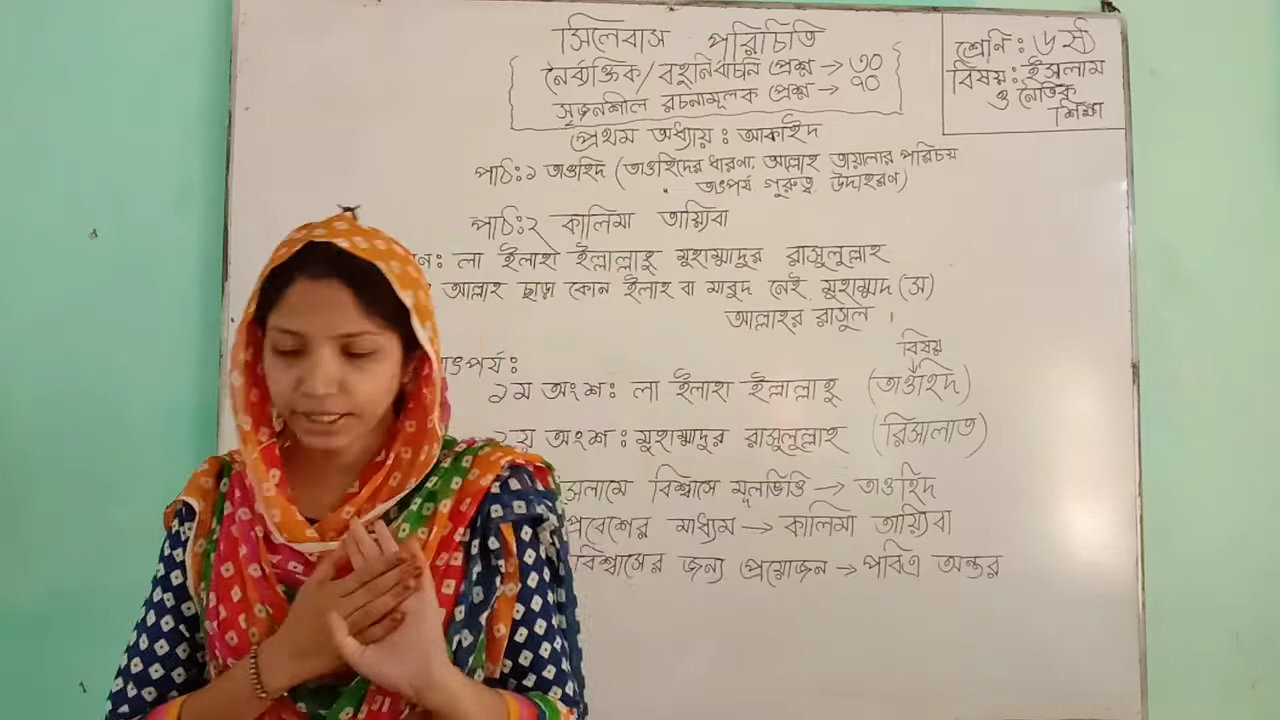 সিলেবাস পরিচিতি
নৈর্ব্যক্তিক/বহুনির্বাচনি প্রশ্ন → ৩০
সৃজনশীল রচনামূলক প্রশ্ন → ৭০
শ্রেণি: ৬ষ্ঠ
বিষয়: ইসলাম
ও নৈতিক
শিক্ষা
প্রথম অধ্যায়: আকাইদ
পাঠ:১ তাওহিদ (তাওহিদের ধারণা, আল্লাহ তায়ালার পরিচয়
তাৎপর্য গুরুত্ব, উদাহরণ)
পাঠ:২ কালিমা তায়্যিবা
লা ইলাহা ইল্লাল্লাহু মুহাম্মাদুর রাসুলুল্লাহ
আল্লাহ ছাড়া কোন ইলাহ বা মাবুদ নেই, মুহাম্মদ (স)
আল্লাহর রাসুল ।
বিষয়
১ম অংশ: লা ইলাহা ইল্লাল্লাহু (তাওহিদ)
২য় অংশ: মুহাম্মাদুর রাসুলুল্লাহ (রিসালাত)
বিশ্বাসে মূলভিত্তি → তাওহিদ
প্রবেশের মাধ্যম → কালিমা তায়্যিবা
বিশ্বাসের জন্য প্রয়োজন → পবিত্র অন্তর